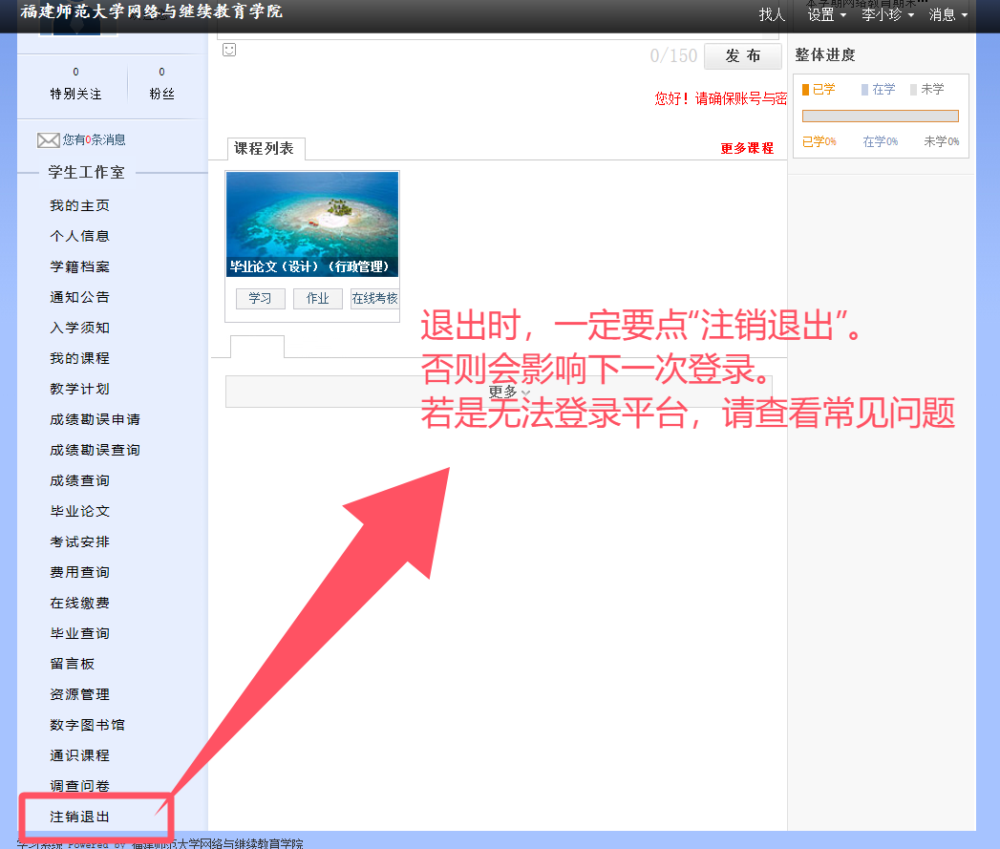 福建师范大学网络与继续教育学院
找人 设置 李小珍 消息
0 0
特别关注 粉丝
您有0条消息
学生工作室
我的主页
个人信息
学籍档案
通知公告
入学须知
我的课程
教学计划
成绩勘误申请
成绩勘误查询
成绩查询
毕业论文
考试安排
费用查询
在线缴费
毕业查询
留言板
资源管理
数字图书馆
通识课程
调查问卷
注销退出
0/150 发布
您好！请确保账号与密
课程列表 更多课程
毕业论文（设计）（行政管理）
学习 作业 在线考核
更多
退出时，一定要点“注销退出”。
否则会影响下一次登录。
若是无法登录平台，请查看常见问题
整体进度
已学 在学 未学
已学0% 在学0% 未学0%
学习系统 Powered by 福建师范大学网络与继续教育学院